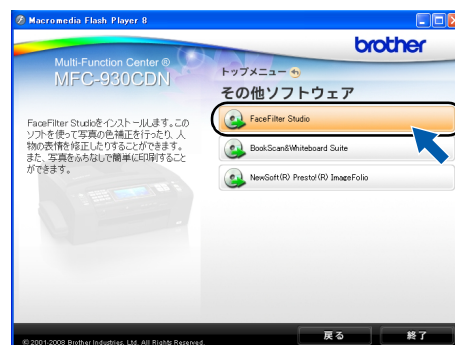 Macromedia Flash Player 8
brother
Multi-Function Center ®
MFC-930CDN
トップメニュー
その他ソフトウェア
FaceFilter Studioをインストールします。この
ソフトを使って写真の色補正を行ったり、人
物の表情を修正したりすることができます。
また、写真をふちなしで簡単に印刷すること
ができます。
FaceFilter Studio
BookScan&Whiteboard Suite
NewSoft(R) Presto!(R) ImageFolio
戻る
終了
© 2001-2008 Brother Industries, Ltd. All Rights Reserved.